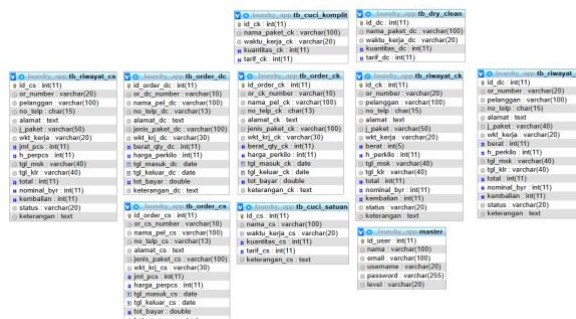 laundry_app tb_cuci_komplit
id_ck : int(11)
nama_paket_ck : varchar(100)
waktu_kerja_ck : varchar(20)
kuantitas_ck : int(11)
tarif_ck : int(11)
laundry_app tb_dry_clean
id_dc : int(11)
nama_paket_dc : varchar(100)
waktu_kerja_dc : varchar(20)
kuantitas_dc : int(11)
tarif_dc : int(11)
laundry_app tb_riwayat_cs
id_cs : int(11)
or_number : varchar(20)
pelanggan : varchar(100)
no_telp : char(15)
alamat : text
j_paket : varchar(50)
wkt_kerja : varchar(20)
jml_pcs : int(11)
h_perpcs : int(11)
tgl_msk : varchar(40)
tgl_klr : varchar(40)
total : int(11)
nominal_byr : int(11)
kembalian : int(11)
status : varchar(20)
keterangan : text
laundry_app tb_order_dc
id_order_dc : int(11)
or_dc_number : varchar(10)
nama_pel_dc : varchar(100)
no_telp_dc : varchar(13)
alamat_dc : text
jenis_paket_dc : varchar(100)
wkt_krj_dc : varchar(30)
berat_qty_dc : int(11)
harga_perkilo : int(11)
tgl_masuk_dc : date
tgl_keluar_dc : date
tot_bayar : double
keterangan_dc : text
laundry_app tb_order_ck
id_order_ck : int(11)
or_ck_number : varchar(10)
nama_pel_ck : varchar(100)
no_telp_ck : char(13)
alamat_ck : text
jenis_paket_ck : varchar(100)
wkt_krj_ck : varchar(30)
berat_qty_ck : int(11)
harga_perkilo : int(11)
tgl_masuk_ck : date
tgl_keluar_ck : date
tot_bayar : double
keterangan_ck : text
laundry_app tb_riwayat_ck
id_ck : int(11)
or_number : varchar(20)
pelanggan : varchar(100)
no_telp : char(15)
alamat : text
j_paket : varchar(50)
wkt_kerja : varchar(20)
berat : int(5)
h_perkilo : int(11)
tgl_msk : varchar(40)
tgl_klr : varchar(40)
total : int(11)
nominal_byr : int(11)
kembalian : int(11)
status : varchar(20)
keterangan : text
laundry_app tb_riwayat_
id_dc : int(11)
or_number : varchar(20)
pelanggan : varchar(100)
no_telp : char(15)
alamat : text
j_paket : varchar(50)
wkt_kerja : varchar(20)
berat : int(11)
h_perkilo : int(11)
tgl_msk : varchar(40)
tgl_klr : varchar(40)
total : int(11)
nominal_byr : int(11)
kembalian : int(11)
status : varchar(20)
keterangan : text
laundry_app tb_order_cs
id_order_cs : int(11)
or_cs_number : varchar(10)
nama_pel_cs : varchar(100)
no_telp_cs : varchar(13)
alamat_cs : text
jenis_paket_cs : varchar(100)
wkt_krj_cs : varchar(30)
jml_pcs : int(11)
harga_perpcs : int(11)
tgl_masuk_cs : date
tgl_keluar_cs : date
tot_bayar : double
laundry_app tb_cuci_satuan
id_cs : int(11)
nama_cs : varchar(100)
waktu_kerja_cs : varchar(20)
kuantitas_cs : int(11)
tarif_cs : int(11)
keterangan_cs : text
laundry_app master
id_user : int(11)
nama : varchar(100)
email : varchar(100)
username : varchar(20)
password : varchar(255)
level : varchar(20)